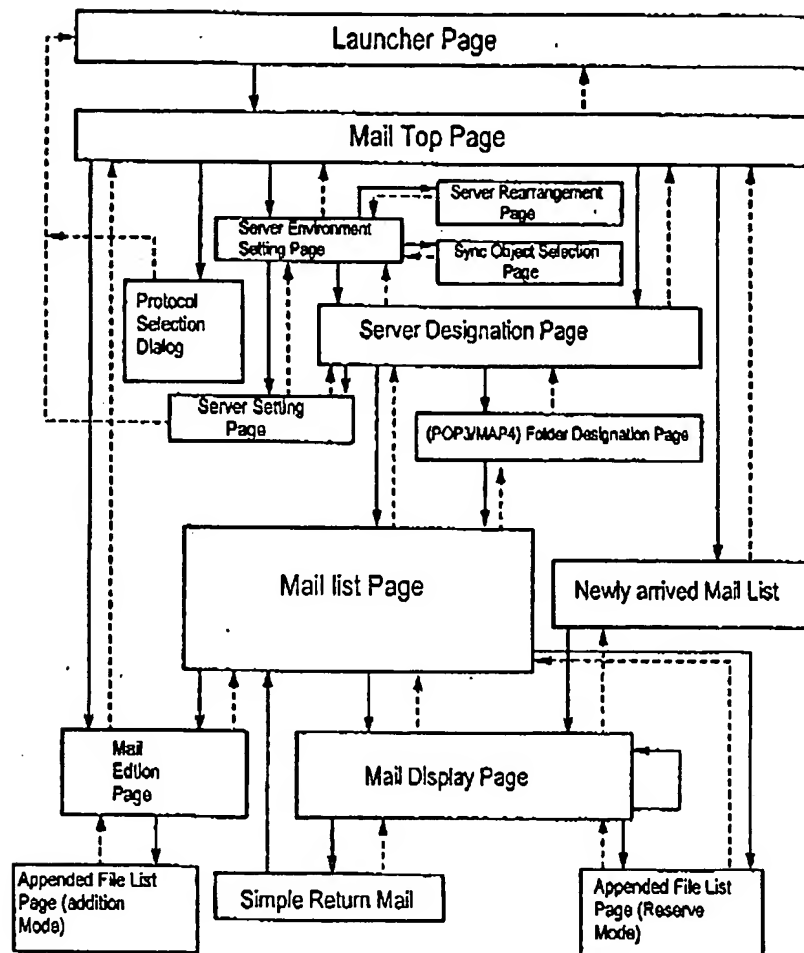 Launcher Page
Mail Top Page
Server Rearrangement
Page
Server Environment
Setting Page
Sync Object Selection
Page
Protocol
Selection
Dialog
Server Designation Page
Server Setting
Page
(POP3/MAP4) Folder Designation Page
Mail list Page
Newly arrived Mail List
Mail
Edtion
Page
Mail Display Page
Appended File List
Page (addition
Mode)
Simple Return Mail
Appended File List
Page (Reserve
Mode)